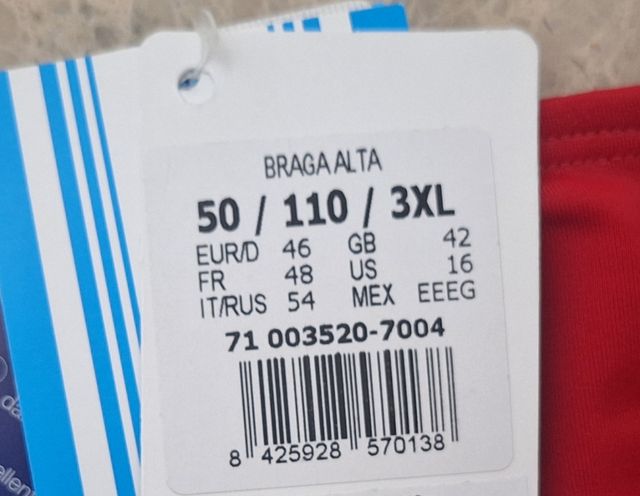 BRAGA ALTA
50 / 110 / 3XL
EUR/D 46 GB 42
FR 48 US 16
IT/RUS 54 MEX EEEG
71 003520-7004
8 425928 570138